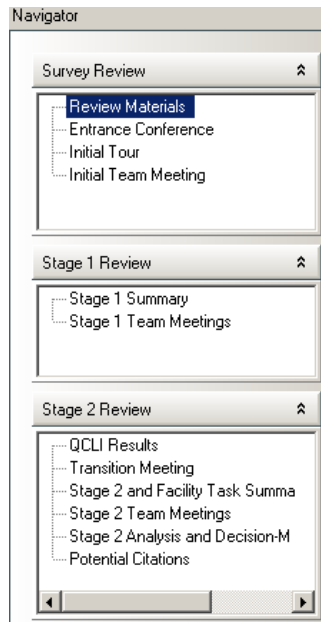 Navigator
Survey Review
Review Materials
Entrance Conference
Initial Tour
Initial Team Meeting
Stage 1 Review
Stage 1 Summary
Stage 1 Team Meetings
Stage 2 Review
QCLI Results
Transition Meeting
Stage 2 and Facility Task Summa
Stage 2 Team Meetings
Stage 2 Analysis and Decision-M
Potential Citations